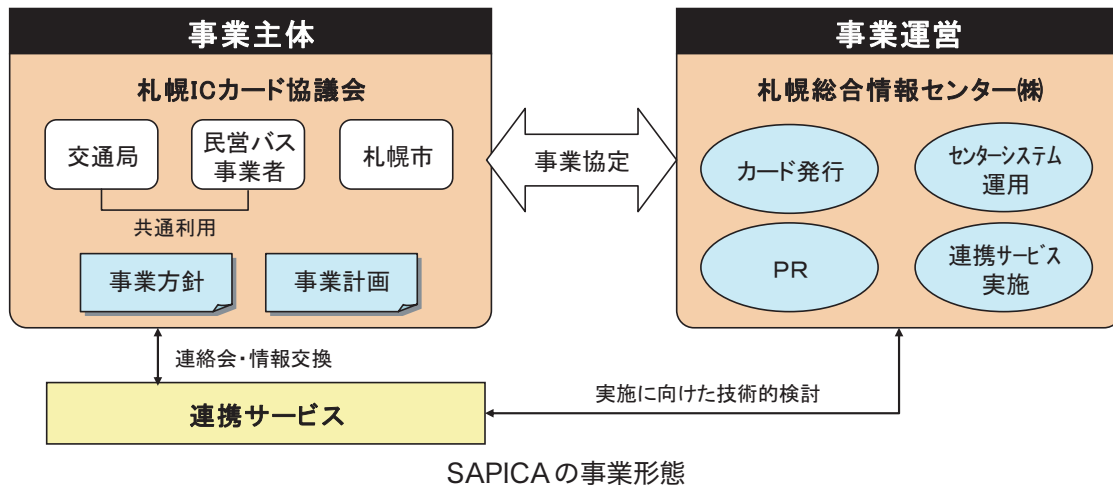 事業主体
札幌ICカード協議会
交通局
民営バス
事業者
札幌市
共通利用
事業方針
事業計画
事業協定
事業運営
札幌総合情報センター㈱
カード発行
センターシステム
運用
PR
連携サービス
実施
連絡会・情報交換
連携サービス
実施に向けた技術的検討
SAPICAの事業形態